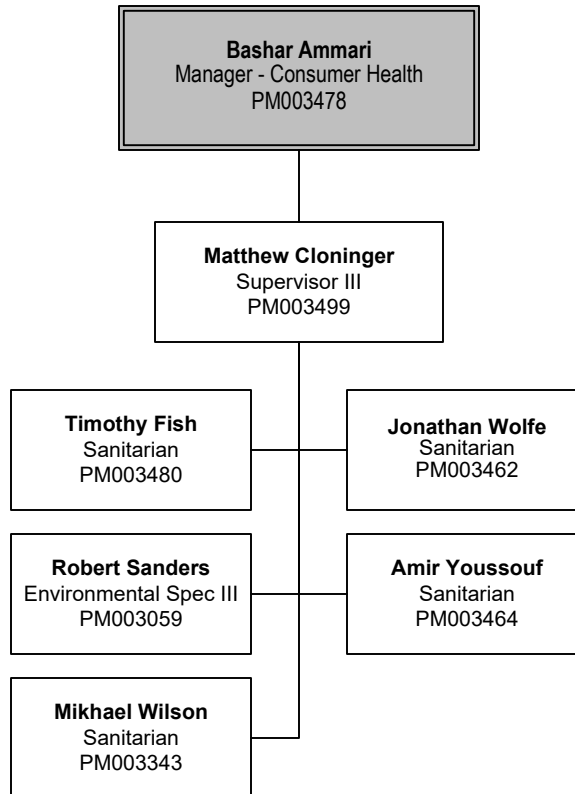 Bashar Ammari
Manager - Consumer Health
PM003478
Matthew Cloninger
Supervisor III
PM003499
Timothy Fish
Sanitarian
PM003480
Jonathan Wolfe
Sanitarian
PM003462
Robert Sanders
Environmental Spec III
PM003059
Amir Youssouf
Sanitarian
PM003464
Mikhael Wilson
Sanitarian
PM003343